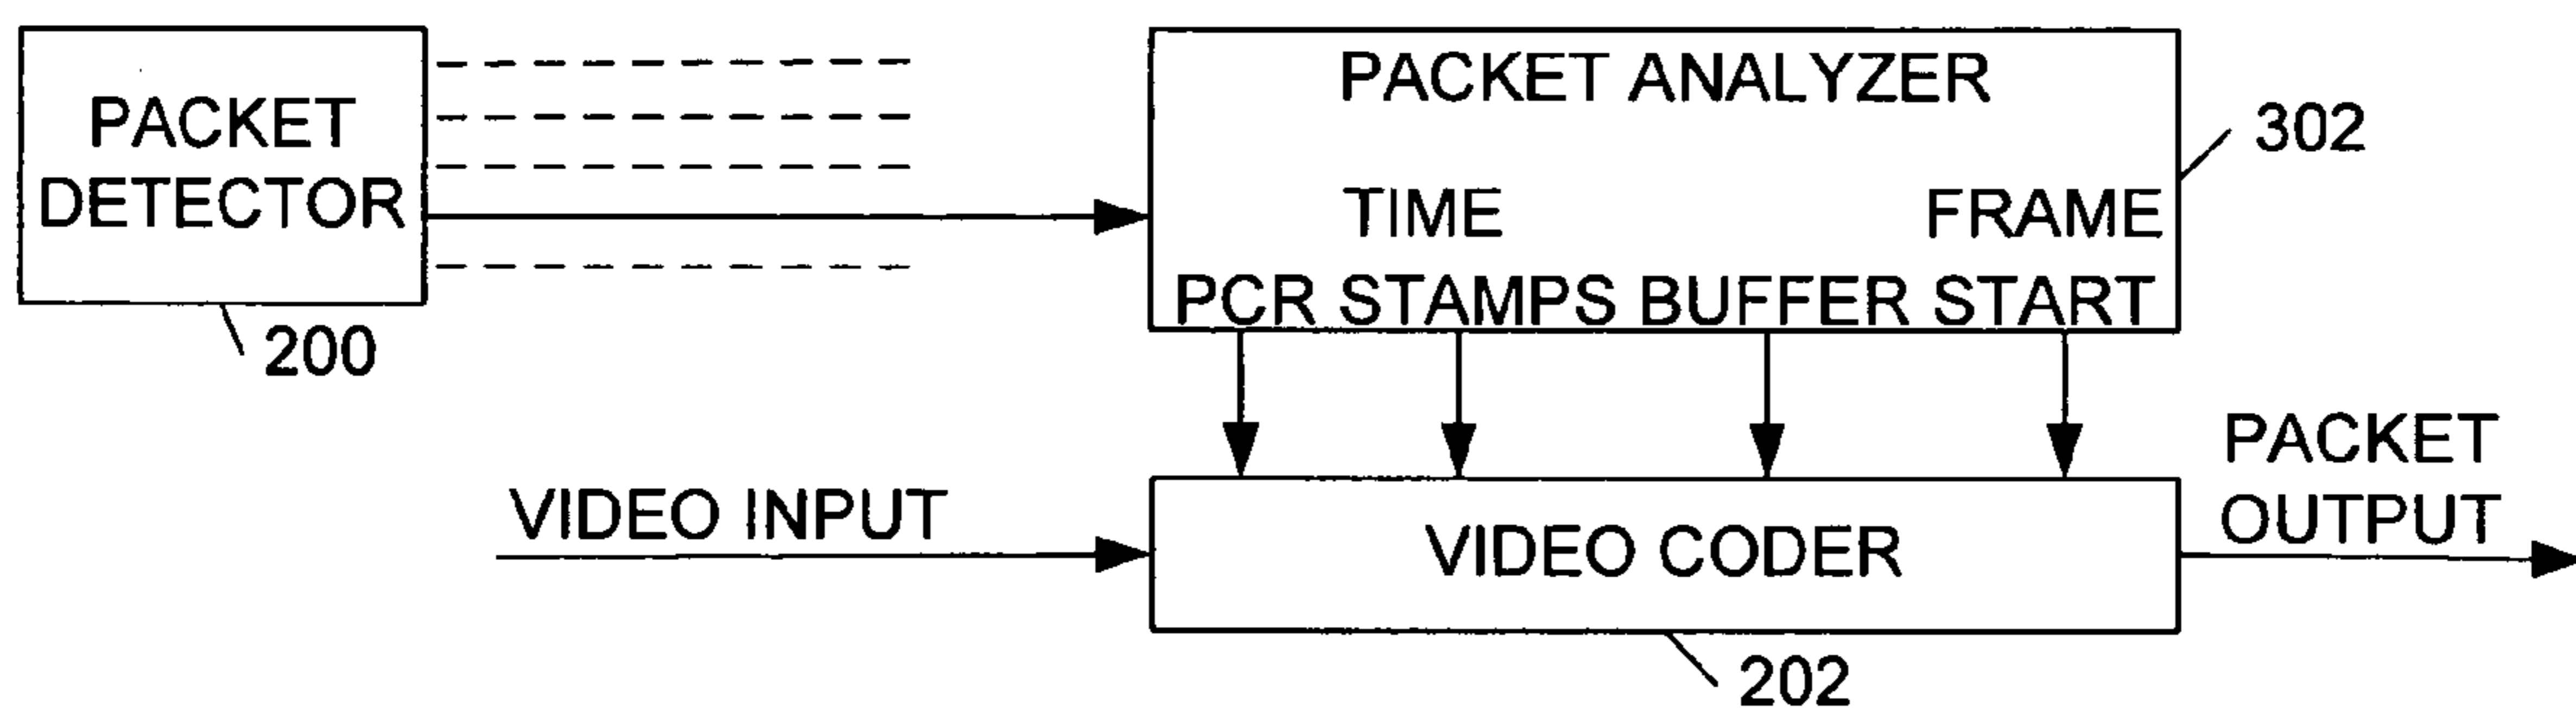 PACKET
DETECTOR
200
PACKET ANALYZER
TIME FRAME
PCR STAMPS BUFFER START
302
VIDEO INPUT
VIDEO CODER
202
PACKET
OUTPUT